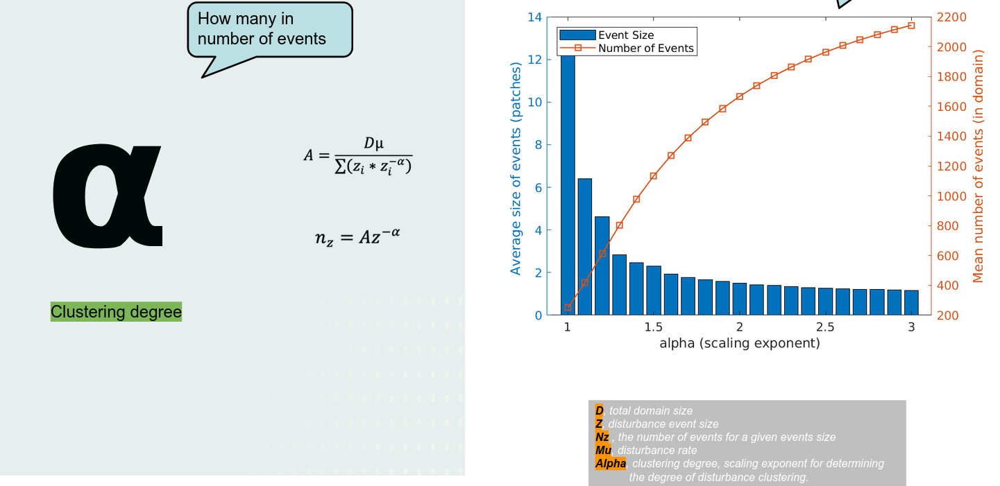 How many in
number of events
α
A = Dμ / ∑(zᵢ * zᵢ^−α)
n_z = Az^−α
Clustering degree
14
12
10
8
6
4
2
0
Average size of events (patches)
Event Size
Number of Events
2200
2000
1800
1600
1400
1200
1000
800
600
400
200
Mean number of events (in domain)
1 1.5 2 2.5 3
alpha (scaling exponent)
D, total domain size
Z, disturbance event size
Nz , the number of events for a given events size
Mu, disturbance rate
Alpha, clustering degree, scaling exponent for determining
the degree of disturbance clustering.